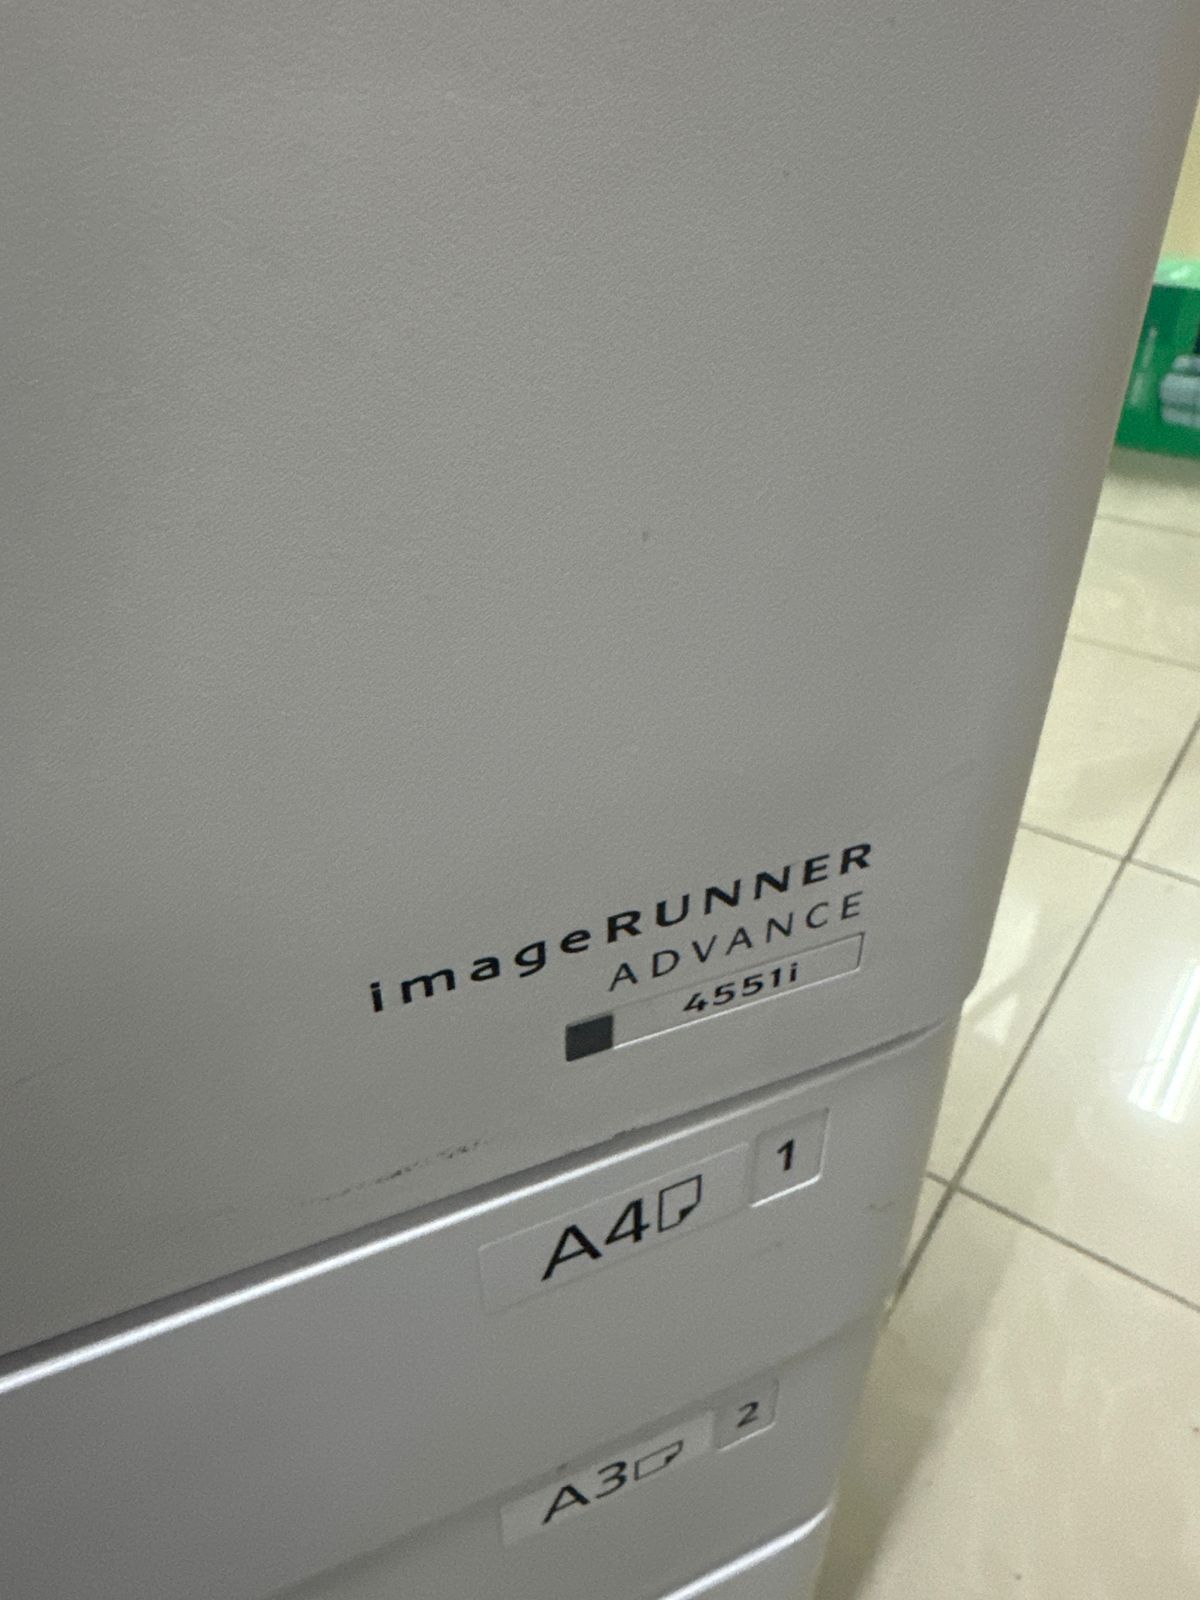 imageRUNNER
ADVANCE
4551i
A4
1
A3
2